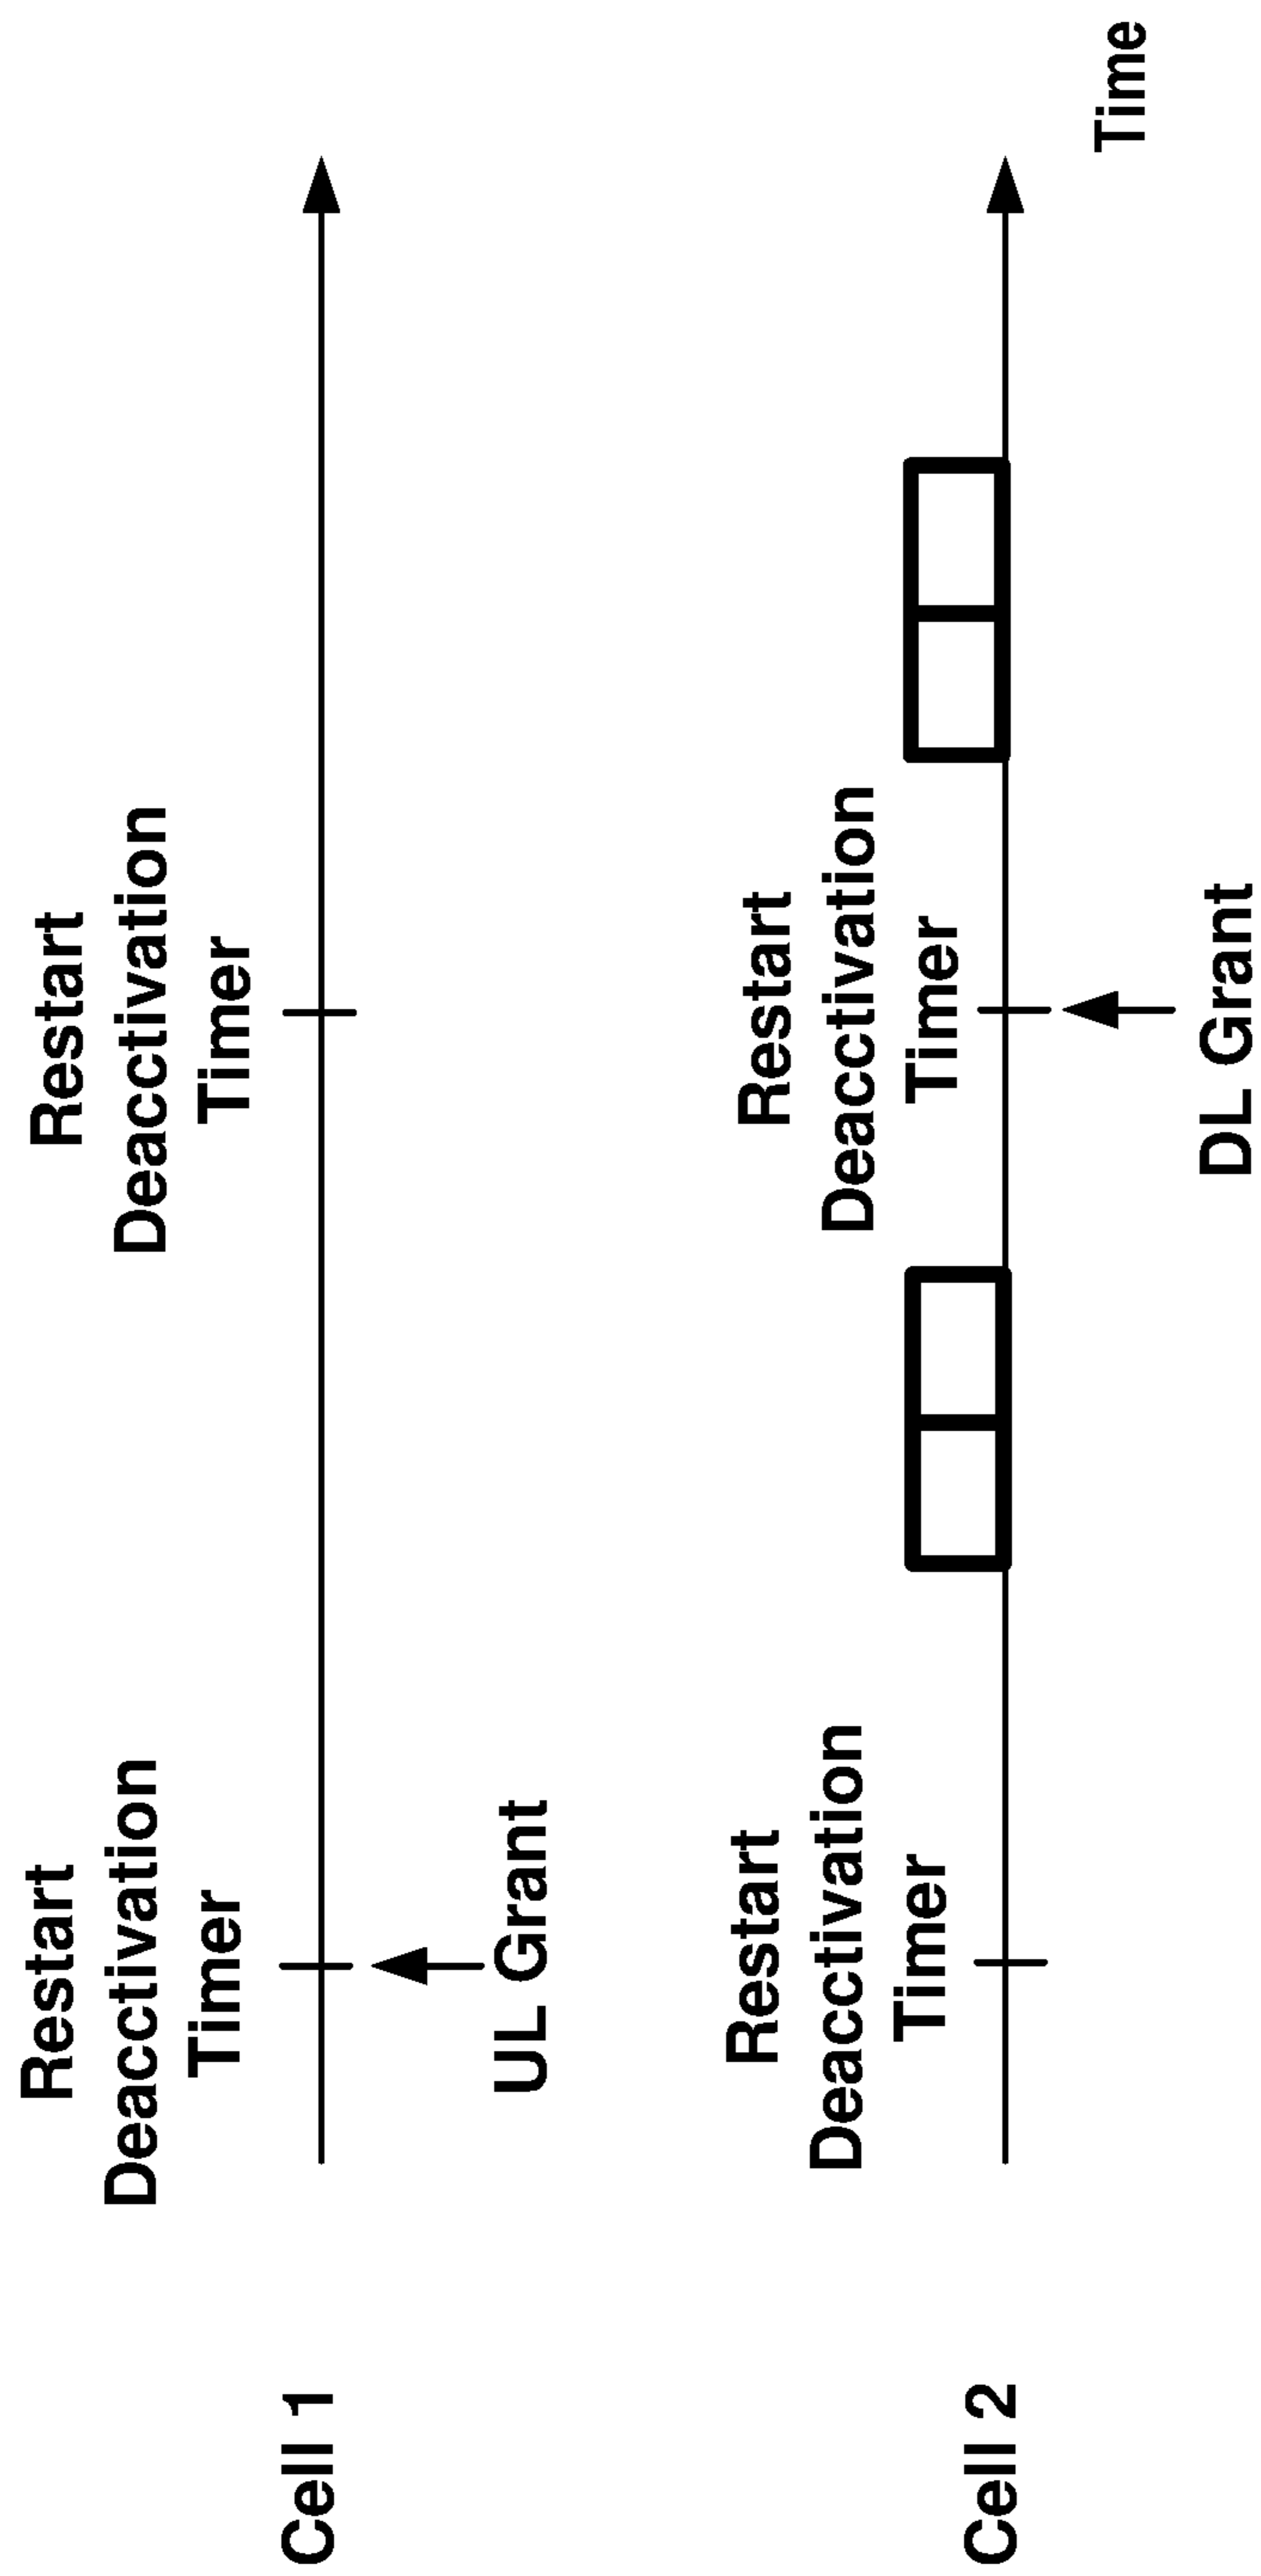 Restart
Deacctivation
Timer
Restart
Deacctivation
Timer
Cell 1
UL Grant
Restart
Deacctivation
Timer
Restart
Deacctivation
Timer
Cell 2
Time
DL Grant